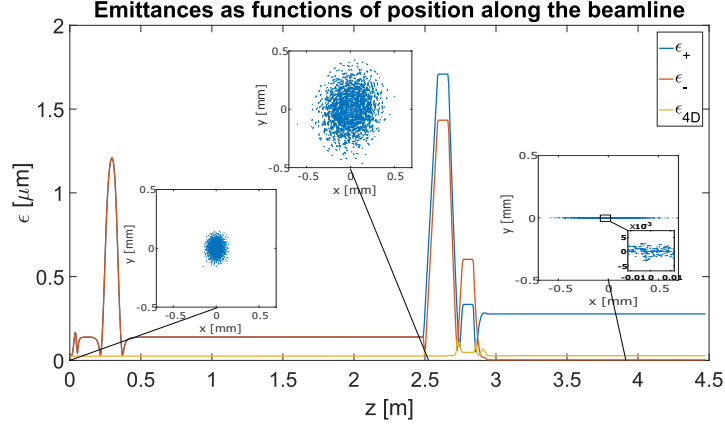 Emittances as functions of position along the beamline
2
1.5
1
0.5
0
ϵ [μm]
0 0.5 1 1.5 2 2.5 3 3.5 4 4.5
z [m]
ϵ+
ϵ-
ϵ4D
0.5
0
-0.5
y [mm]
-0.5 0 0.5
x [mm]
0.5
0
-0.5
y [mm]
-0.5 0 0.5
x [mm]
0.5
0
-0.5
y [mm]
-0.5 0 0.5
x [mm]
×10-3
5
0
-5
-0.01 0 0.01